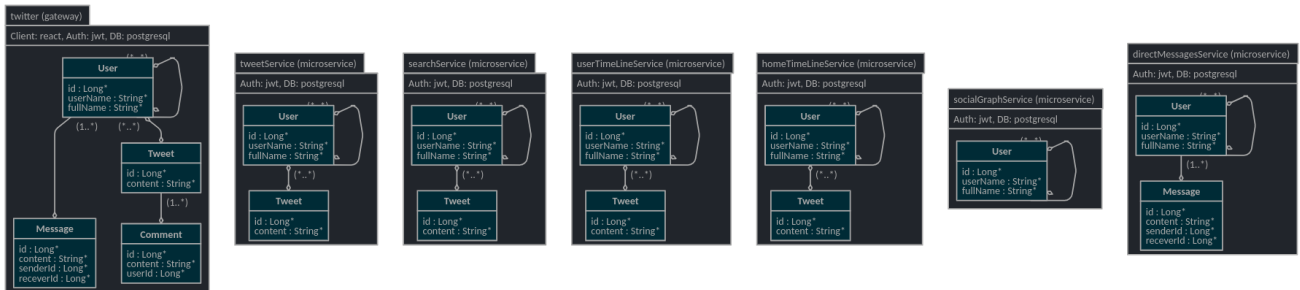 twitter (gateway)
Client: react, Auth: jwt, DB: postgresql
(*..*)
User
id : Long*
userName : String*
fullName : String*
(1..*)
(*..*)
Tweet
id : Long*
content : String*
(1..*)
Message
id : Long*
content : String*
senderId : Long*
receverId : Long*
Comment
id : Long*
content : String*
userId : Long*
tweetService (microservice)
Auth: jwt, DB: postgresql
(*..*)
User
id : Long*
userName : String*
fullName : String*
(*..*)
Tweet
id : Long*
content : String*
searchService (microservice)
Auth: jwt, DB: postgresql
(*..*)
User
id : Long*
userName : String*
fullName : String*
(*..*)
Tweet
id : Long*
content : String*
userTimeLineService (microservice)
Auth: jwt, DB: postgresql
(*..*)
User
id : Long*
userName : String*
fullName : String*
(*..*)
Tweet
id : Long*
content : String*
homeTimeLineService (microservice)
Auth: jwt, DB: postgresql
(*..*)
User
id : Long*
userName : String*
fullName : String*
(*..*)
Tweet
id : Long*
content : String*
socialGraphService (microservice)
Auth: jwt, DB: postgresql
(*..*)
User
id : Long*
userName : String*
fullName : String*
directMessagesService (microservice)
Auth: jwt, DB: postgresql
(*..*)
User
id : Long*
userName : String*
fullName : String*
(1..*)
Message
id : Long*
content : String*
senderId : Long*
receverId : Long*